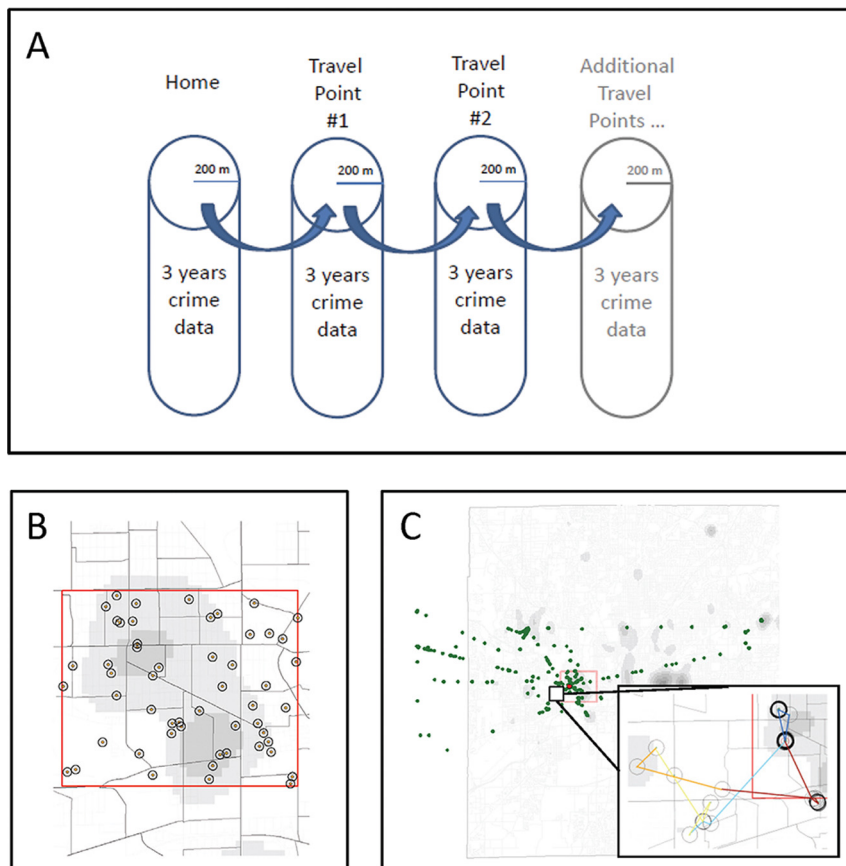 A
Home
Travel
Point
#1
Travel
Point
#2
Additional
Travel
Points ...
200 m
200 m
200 m
200 m
3 years
crime
data
3 years
crime
data
3 years
crime
data
3 years
crime
data
B
C